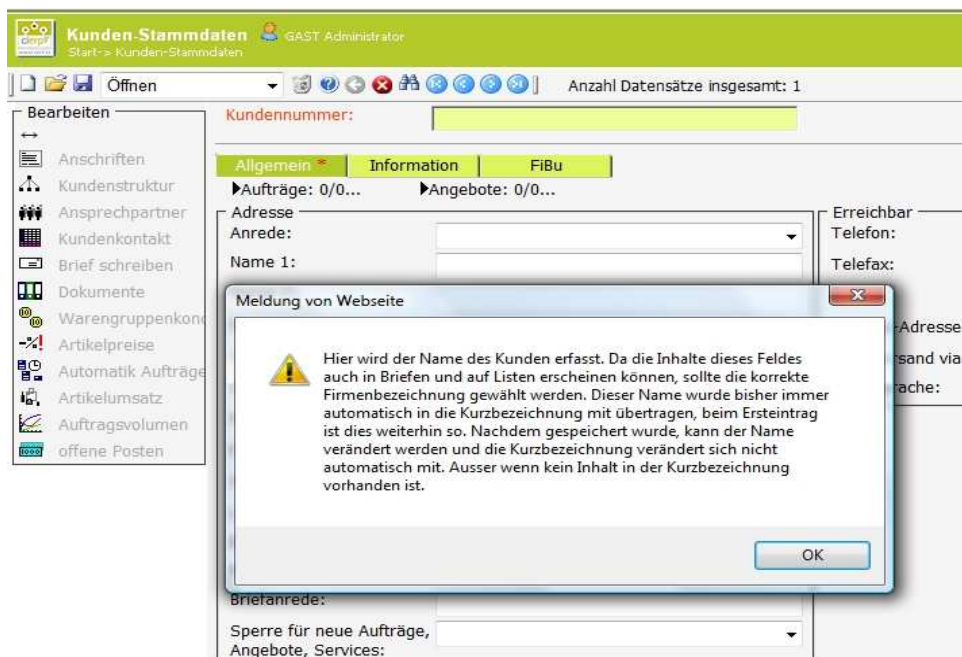 Kunden-Stammdaten GAST Administrator
Start-> Kunden-Stammdaten
Öffnen Anzahl Datensätze insgesamt: 1
Bearbeiten
Anschriften
Kundenstruktur
Ansprechpartner
Kundenkontakt
Brief schreiben
Dokumente
Warengruppenkond
Artikelpreise
Automatik Aufträge
Artikelumsatz
Auftragsvolumen
offene Posten
Kundennummer:
Allgemein * Information FiBu
Aufträge: 0/0... Angebote: 0/0...
Adresse
Anrede:
Name 1:
Erreichbar
Telefon:
Telefax:
-Adresse
sand via
ache:
Meldung von Webseite
Hier wird der Name des Kunden erfasst. Da die Inhalte dieses Feldes
auch in Briefen und auf Listen erscheinen können, sollte die korrekte
Firmenbezeichnung gewählt werden. Dieser Name wurde bisher immer
automatisch in die Kurzbezeichnung mit übertragen, beim Ersteintrag
ist dies weiterhin so. Nachdem gespeichert wurde, kann der Name
verändert werden und die Kurzbezeichnung verändert sich nicht
automatisch mit. Ausser wenn kein Inhalt in der Kurzbezeichnung
vorhanden ist.
OK
Briefanrede:
Sperre für neue Aufträge,
Angebote, Services: